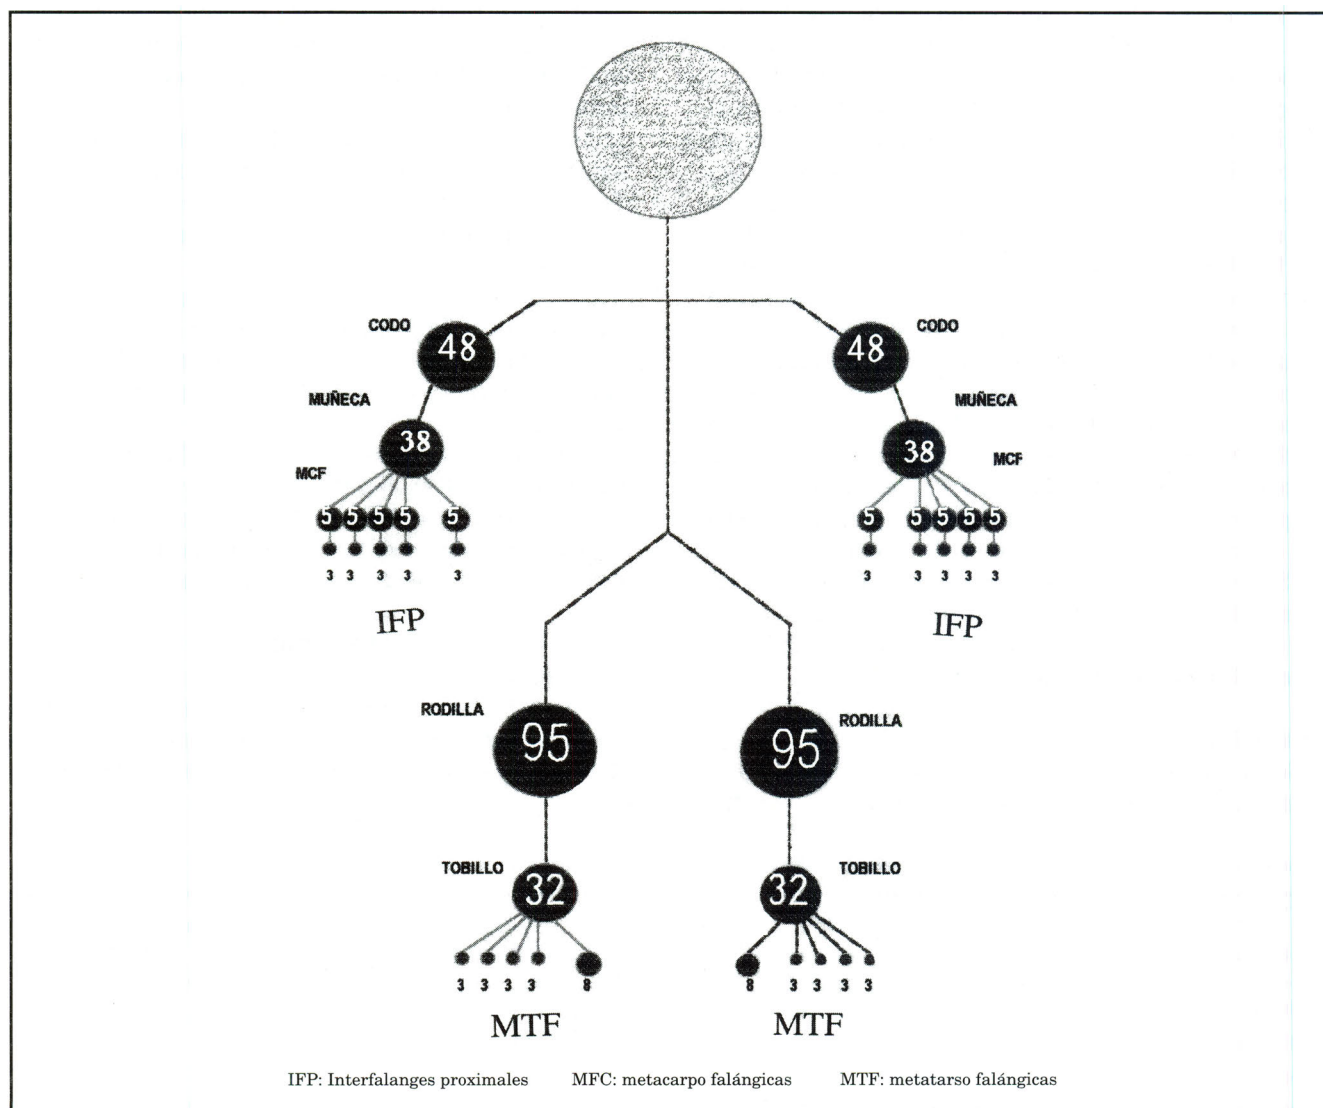 CODO CODO
48 48
MUÑECA MUÑECA
38 38
MCF MCF
5 5 5 5 5 5 5 5 5 5
3 3 3 3 3 3 3 3 3 3
IFP IFP
RODILLA RODILLA
95 95
TOBILLO TOBILLO
32 32
3 3 3 3 8 8 3 3 3 3
MTF MTF
IFP: Interfalanges proximales MFC: metacarpo falángicas MTF: metatarso falángicas